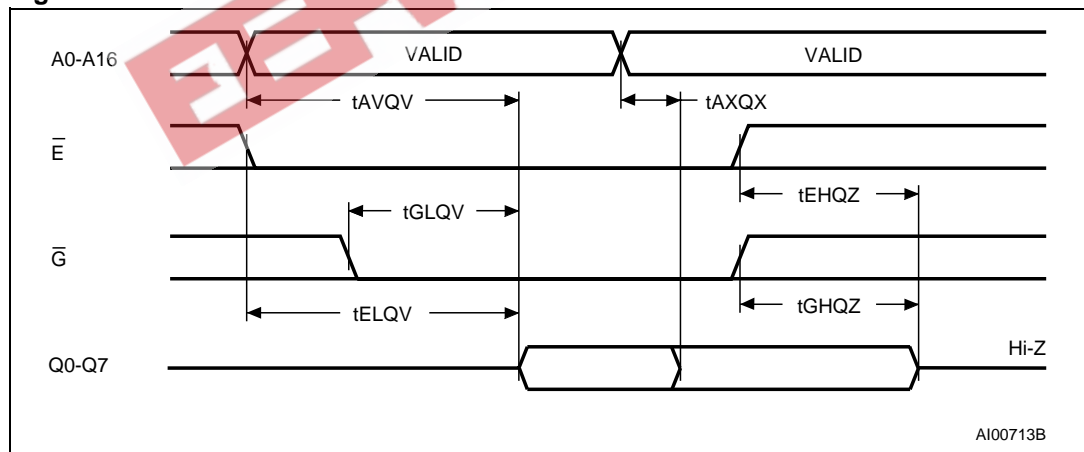 A0-A16
VALID
VALID
tAVQV
tAXQX
E
tEHQZ
tGLQV
G
tELQV
tGHQZ
Q0-Q7
Hi-Z
AI00713B